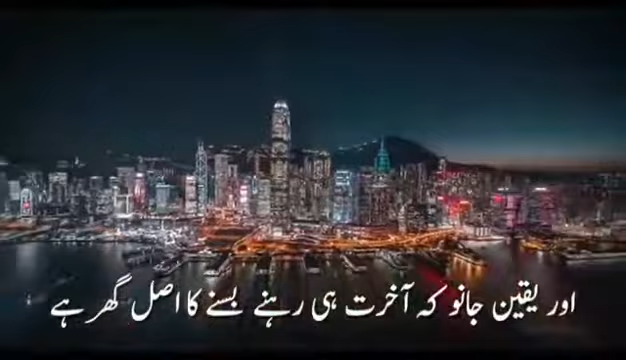 اور یقین جانو کہ آخرت ہی رہنے بسنے کا اصل گھر ہے